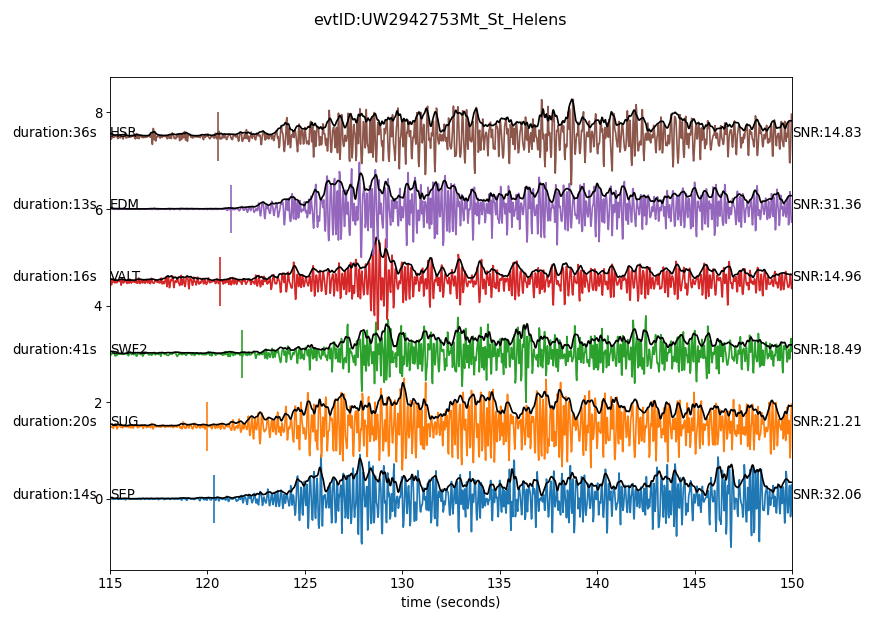 evtID:UW2942753Mt_St_Helens
8
duration:36s HSR SNR:14.83
duration:13s EDM SNR:31.36
6
duration:16s VALT SNR:14.96
4
duration:41s SWF2 SNR:18.49
2
duration:20s SUG SNR:21.21
duration:14s SEP SNR:32.06
0
115 120 125 130 135 140 145 150
time (seconds)